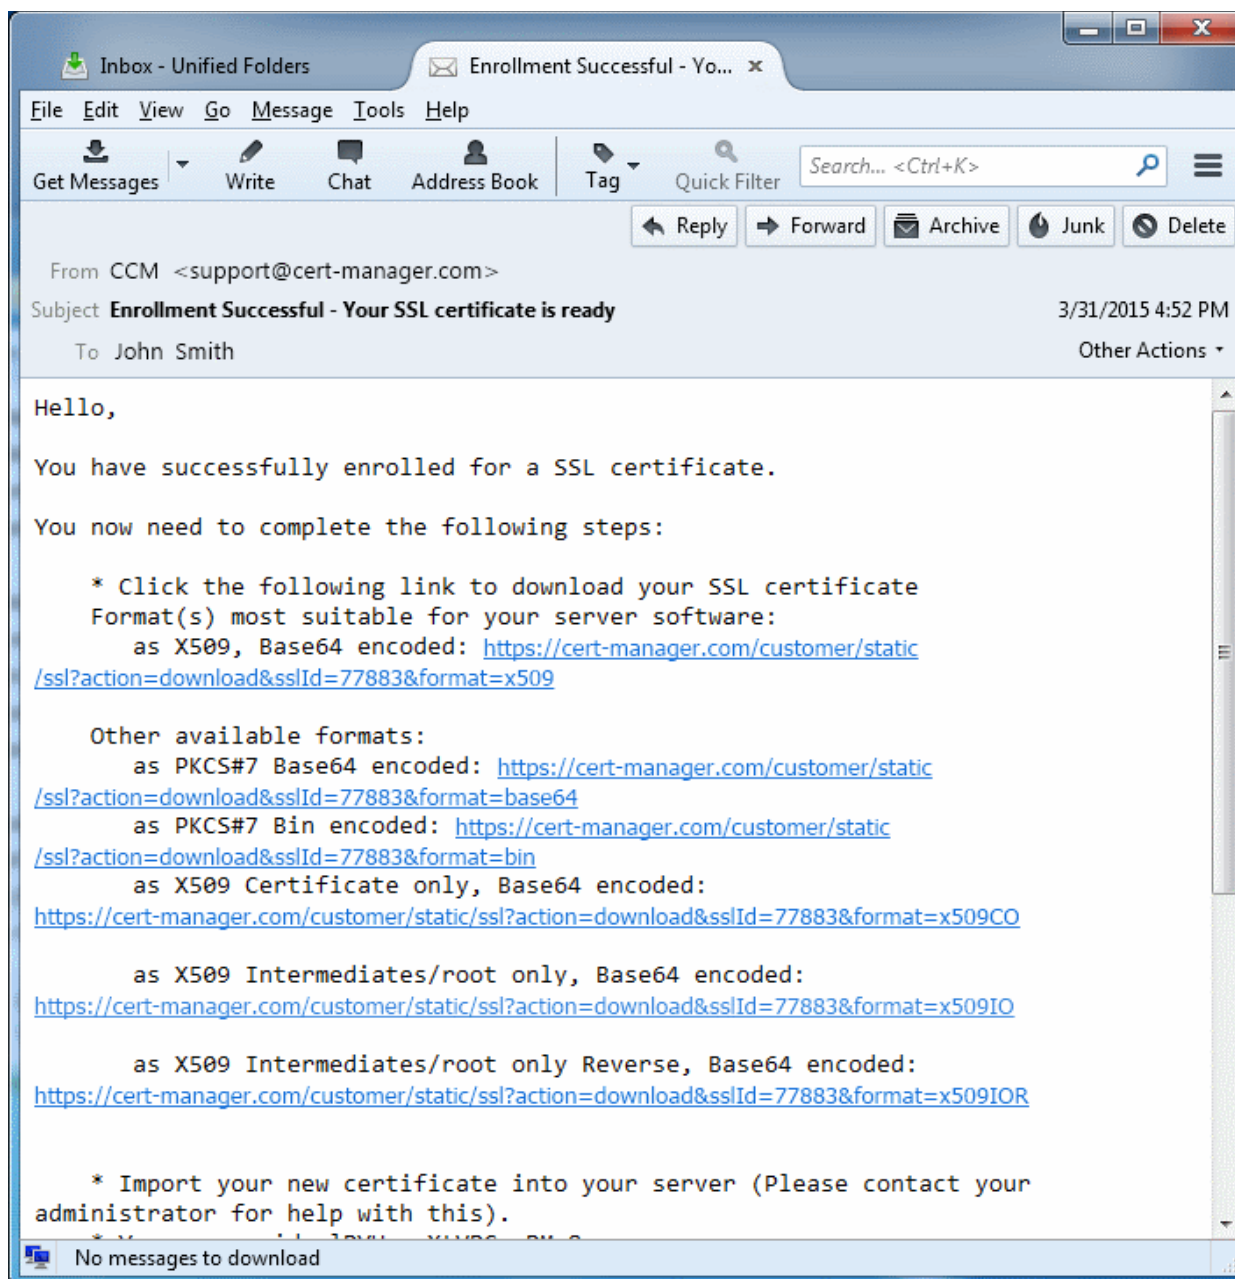 Inbox - Unified Folders
Enrollment Successful - Yo...
File Edit View Go Message Tools Help
Get Messages Write Chat Address Book Tag Quick Filter Search... <Ctrl+K>
Reply Forward Archive Junk Delete
From CCM <support@cert-manager.com>
Subject Enrollment Successful - Your SSL certificate is ready 3/31/2015 4:52 PM
To John Smith Other Actions
Hello,
You have successfully enrolled for a SSL certificate.
You now need to complete the following steps:
* Click the following link to download your SSL certificate
Format(s) most suitable for your server software:
as X509, Base64 encoded: https://cert-manager.com/customer/static
/ssl?action=download&sslId=77883&format=x509
Other available formats:
as PKCS#7 Base64 encoded: https://cert-manager.com/customer/static
/ssl?action=download&sslId=77883&format=base64
as PKCS#7 Bin encoded: https://cert-manager.com/customer/static
/ssl?action=download&sslId=77883&format=bin
as X509 Certificate only, Base64 encoded:
https://cert-manager.com/customer/static/ssl?action=download&sslId=77883&format=x509CO
as X509 Intermediates/root only, Base64 encoded:
https://cert-manager.com/customer/static/ssl?action=download&sslId=77883&format=x509IO
as X509 Intermediates/root only Reverse, Base64 encoded:
https://cert-manager.com/customer/static/ssl?action=download&sslId=77883&format=x509IOR
* Import your new certificate into your server (Please contact your
administrator for help with this).
No messages to download